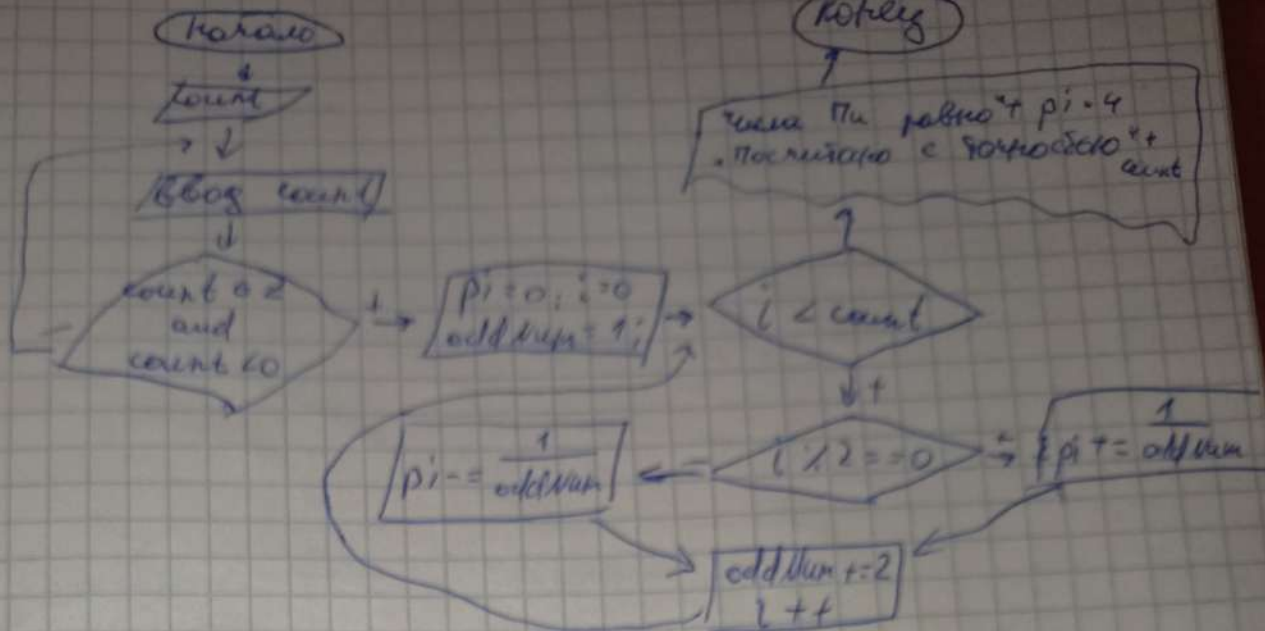 Начало
count
Ввод count
count
and
count < 0
+
-
pi = 0; i = 0
oddNum = 1;
i < count
+
i % 2 == 0
+
-
pi += 1/oddNum
pi -= 1/oddNum
oddNum += 2
i++
числа Пи равно "+ pi · 4
. Посчитано с точностью "+
count
Конец